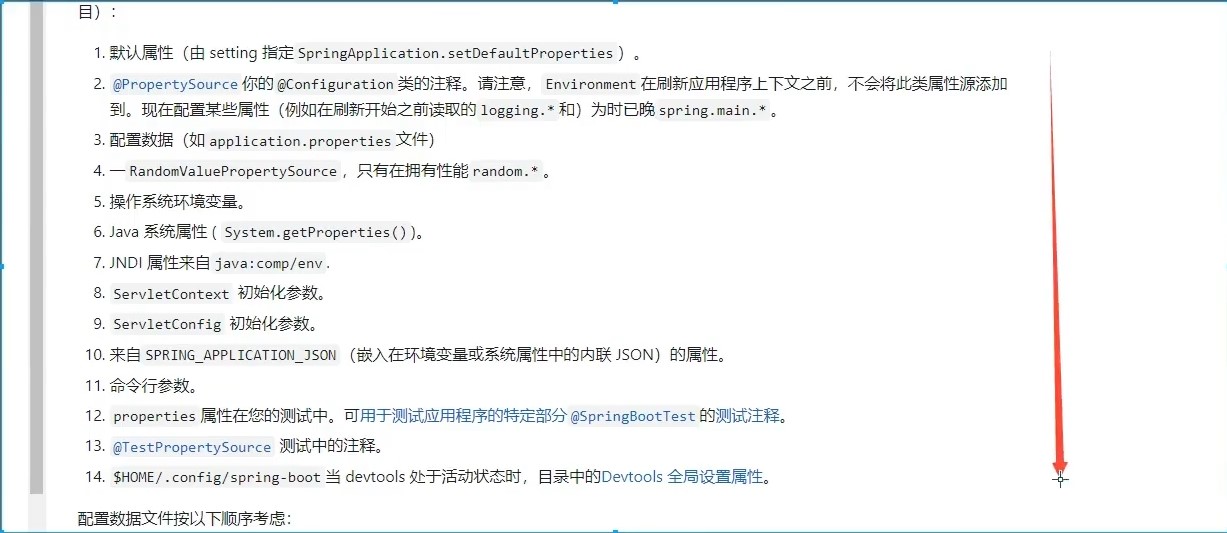 目）：
1. 默认属性（由 setting 指定 SpringApplication.setDefaultProperties ）。
2. @PropertySource 你的 @Configuration 类的注释。请注意， Environment 在刷新应用程序上下文之前，不会将此类属性源添加
到。现在配置某些属性（例如在刷新开始之前读取的 logging.* 和）为时已晚 spring.main.* 。
3. 配置数据（如 application.properties 文件）
4. 一 RandomValuePropertySource ，只有在拥有性能 random.* 。
5. 操作系统环境变量。
6. Java 系统属性 ( System.getProperties() )。
7. JNDI 属性来自 java:comp/env .
8. ServletContext 初始化参数。
9. ServletConfig 初始化参数。
10. 来自 SPRING_APPLICATION_JSON （嵌入在环境变量或系统属性中的内联 JSON）的属性。
11. 命令行参数。
12. properties 属性在您的测试中。可用于测试应用程序的特定部分 @SpringBootTest 的测试注释。
13. @TestPropertySource 测试中的注释。
14. $HOME/.config/spring-boot 当 devtools 处于活动状态时，目录中的Devtools 全局设置属性。
配置数据文件按以下顺序考虑：